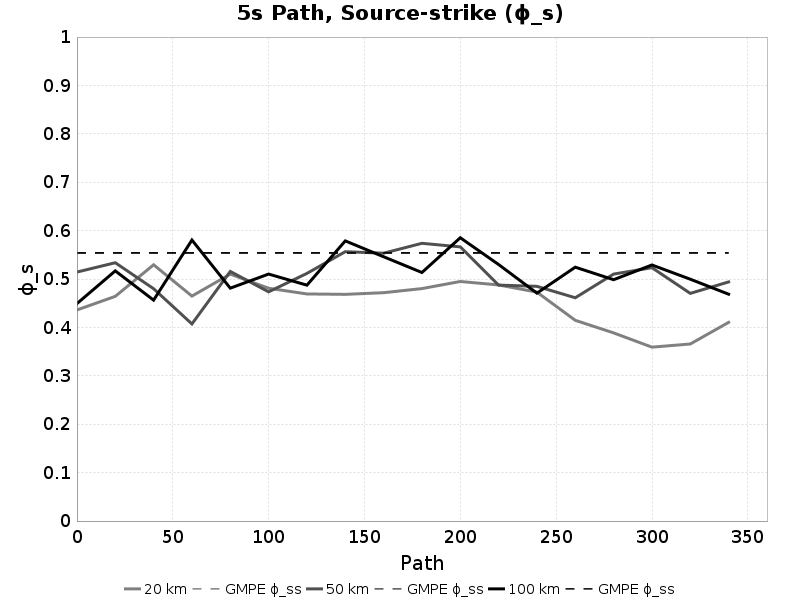 5s Path, Source-strike (ϕ_s)
1
0.9
0.8
0.7
0.6
0.5
0.4
0.3
0.2
0.1
0
ϕ_s
0 50 100 150 200 250 300 350
Path
20 km GMPE ϕ_ss 50 km GMPE ϕ_ss 100 km GMPE ϕ_ss